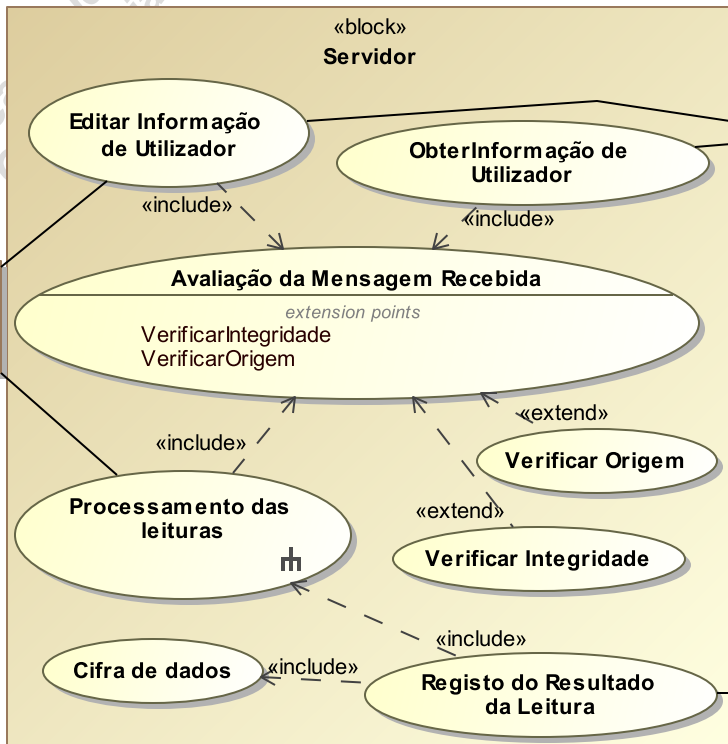 «block»
Servidor
Editar Informação
de Utilizador
ObterInformação de
Utilizador
«include»
«include»
Avaliação da Mensagem Recebida
extension points
VerificarIntegridade
VerificarOrigem
«include»
«extend»
Verificar Origem
Processamento das
leituras
«extend»
Verificar Integridade
«include»
Cifra de dados
«include»
Registo do Resultado
da Leitura